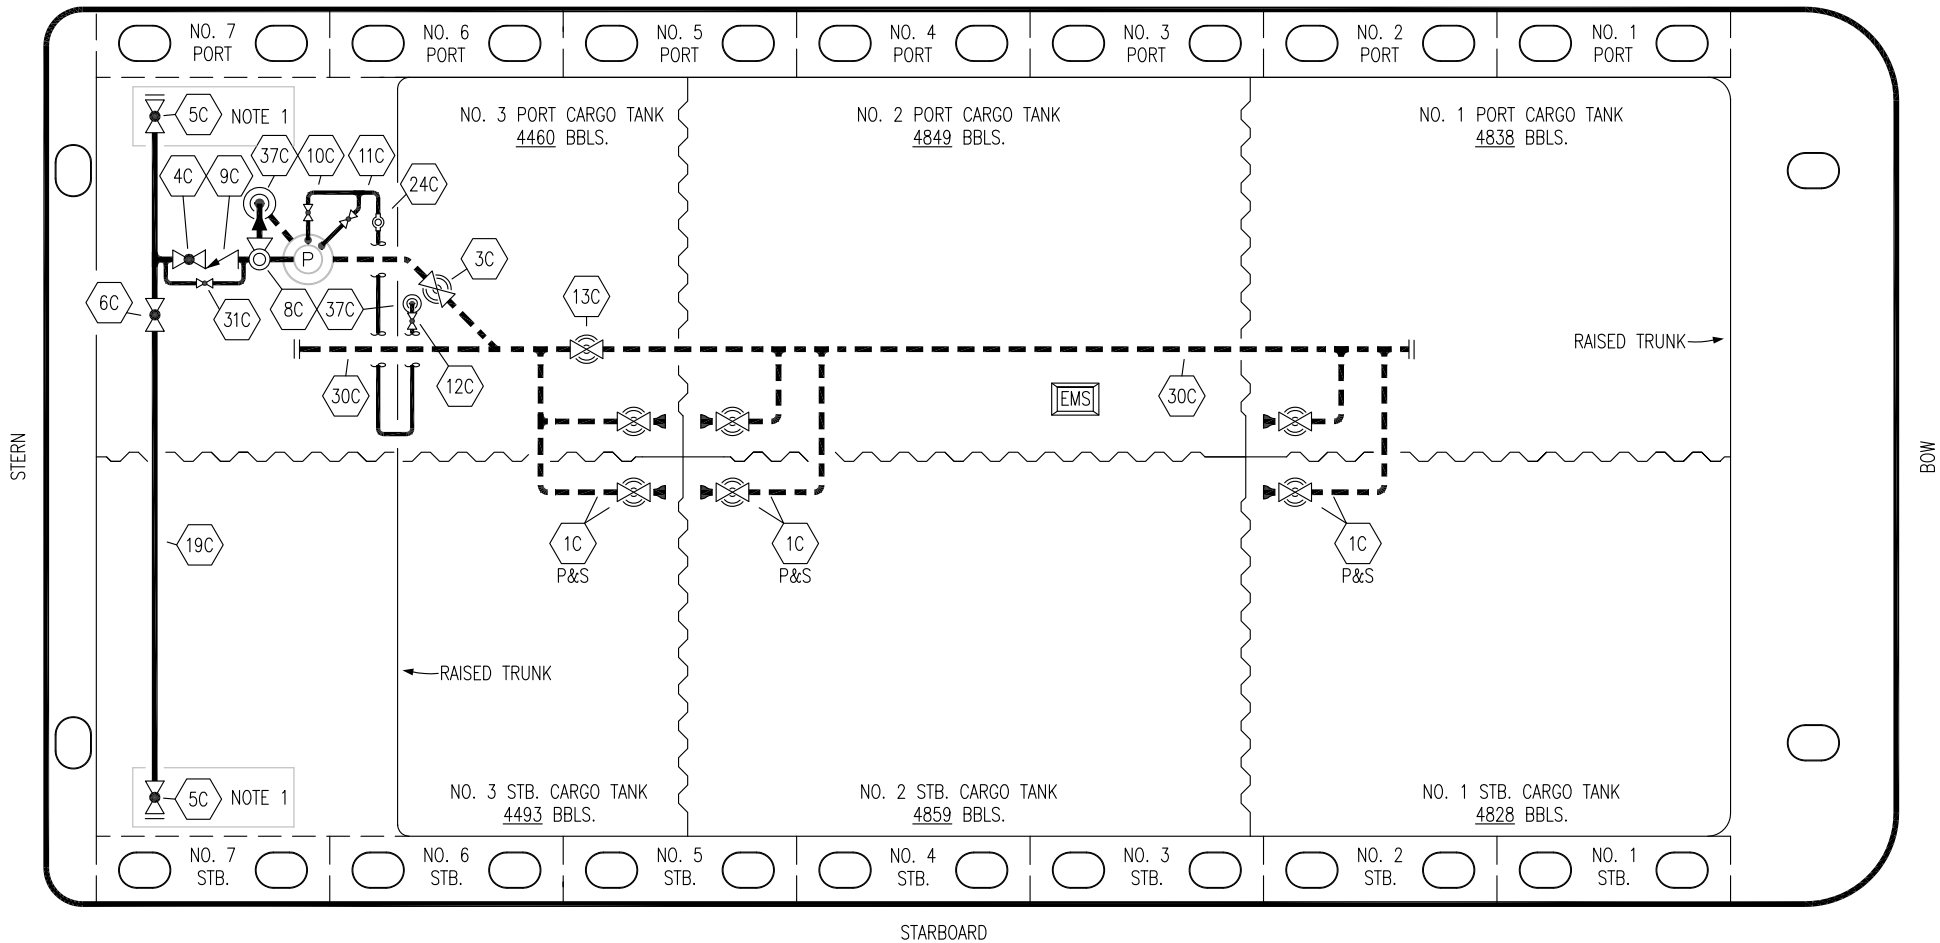 NO. 7
PORT
NO. 6
PORT
NO. 5
PORT
NO. 4
PORT
NO. 3
PORT
NO. 2
PORT
NO. 1
PORT
5C
NOTE 1
NO. 3 PORT CARGO TANK
4460 BBLS.
NO. 2 PORT CARGO TANK
4849 BBLS.
NO. 1 PORT CARGO TANK
4838 BBLS.
4C
9C
37C
10C
11C
24C
P
3C
6C
31C
8C
37C
13C
30C
12C
EMS
30C
RAISED TRUNK
STERN
BOW
19C
1C
P&S
1C
P&S
1C
P&S
RAISED TRUNK
5C
NOTE 1
NO. 3 STB. CARGO TANK
4493 BBLS.
NO. 2 STB. CARGO TANK
4859 BBLS.
NO. 1 STB. CARGO TANK
4828 BBLS.
NO. 7
STB.
NO. 6
STB.
NO. 5
STB.
NO. 4
STB.
NO. 3
STB.
NO. 2
STB.
NO. 1
STB.
STARBOARD